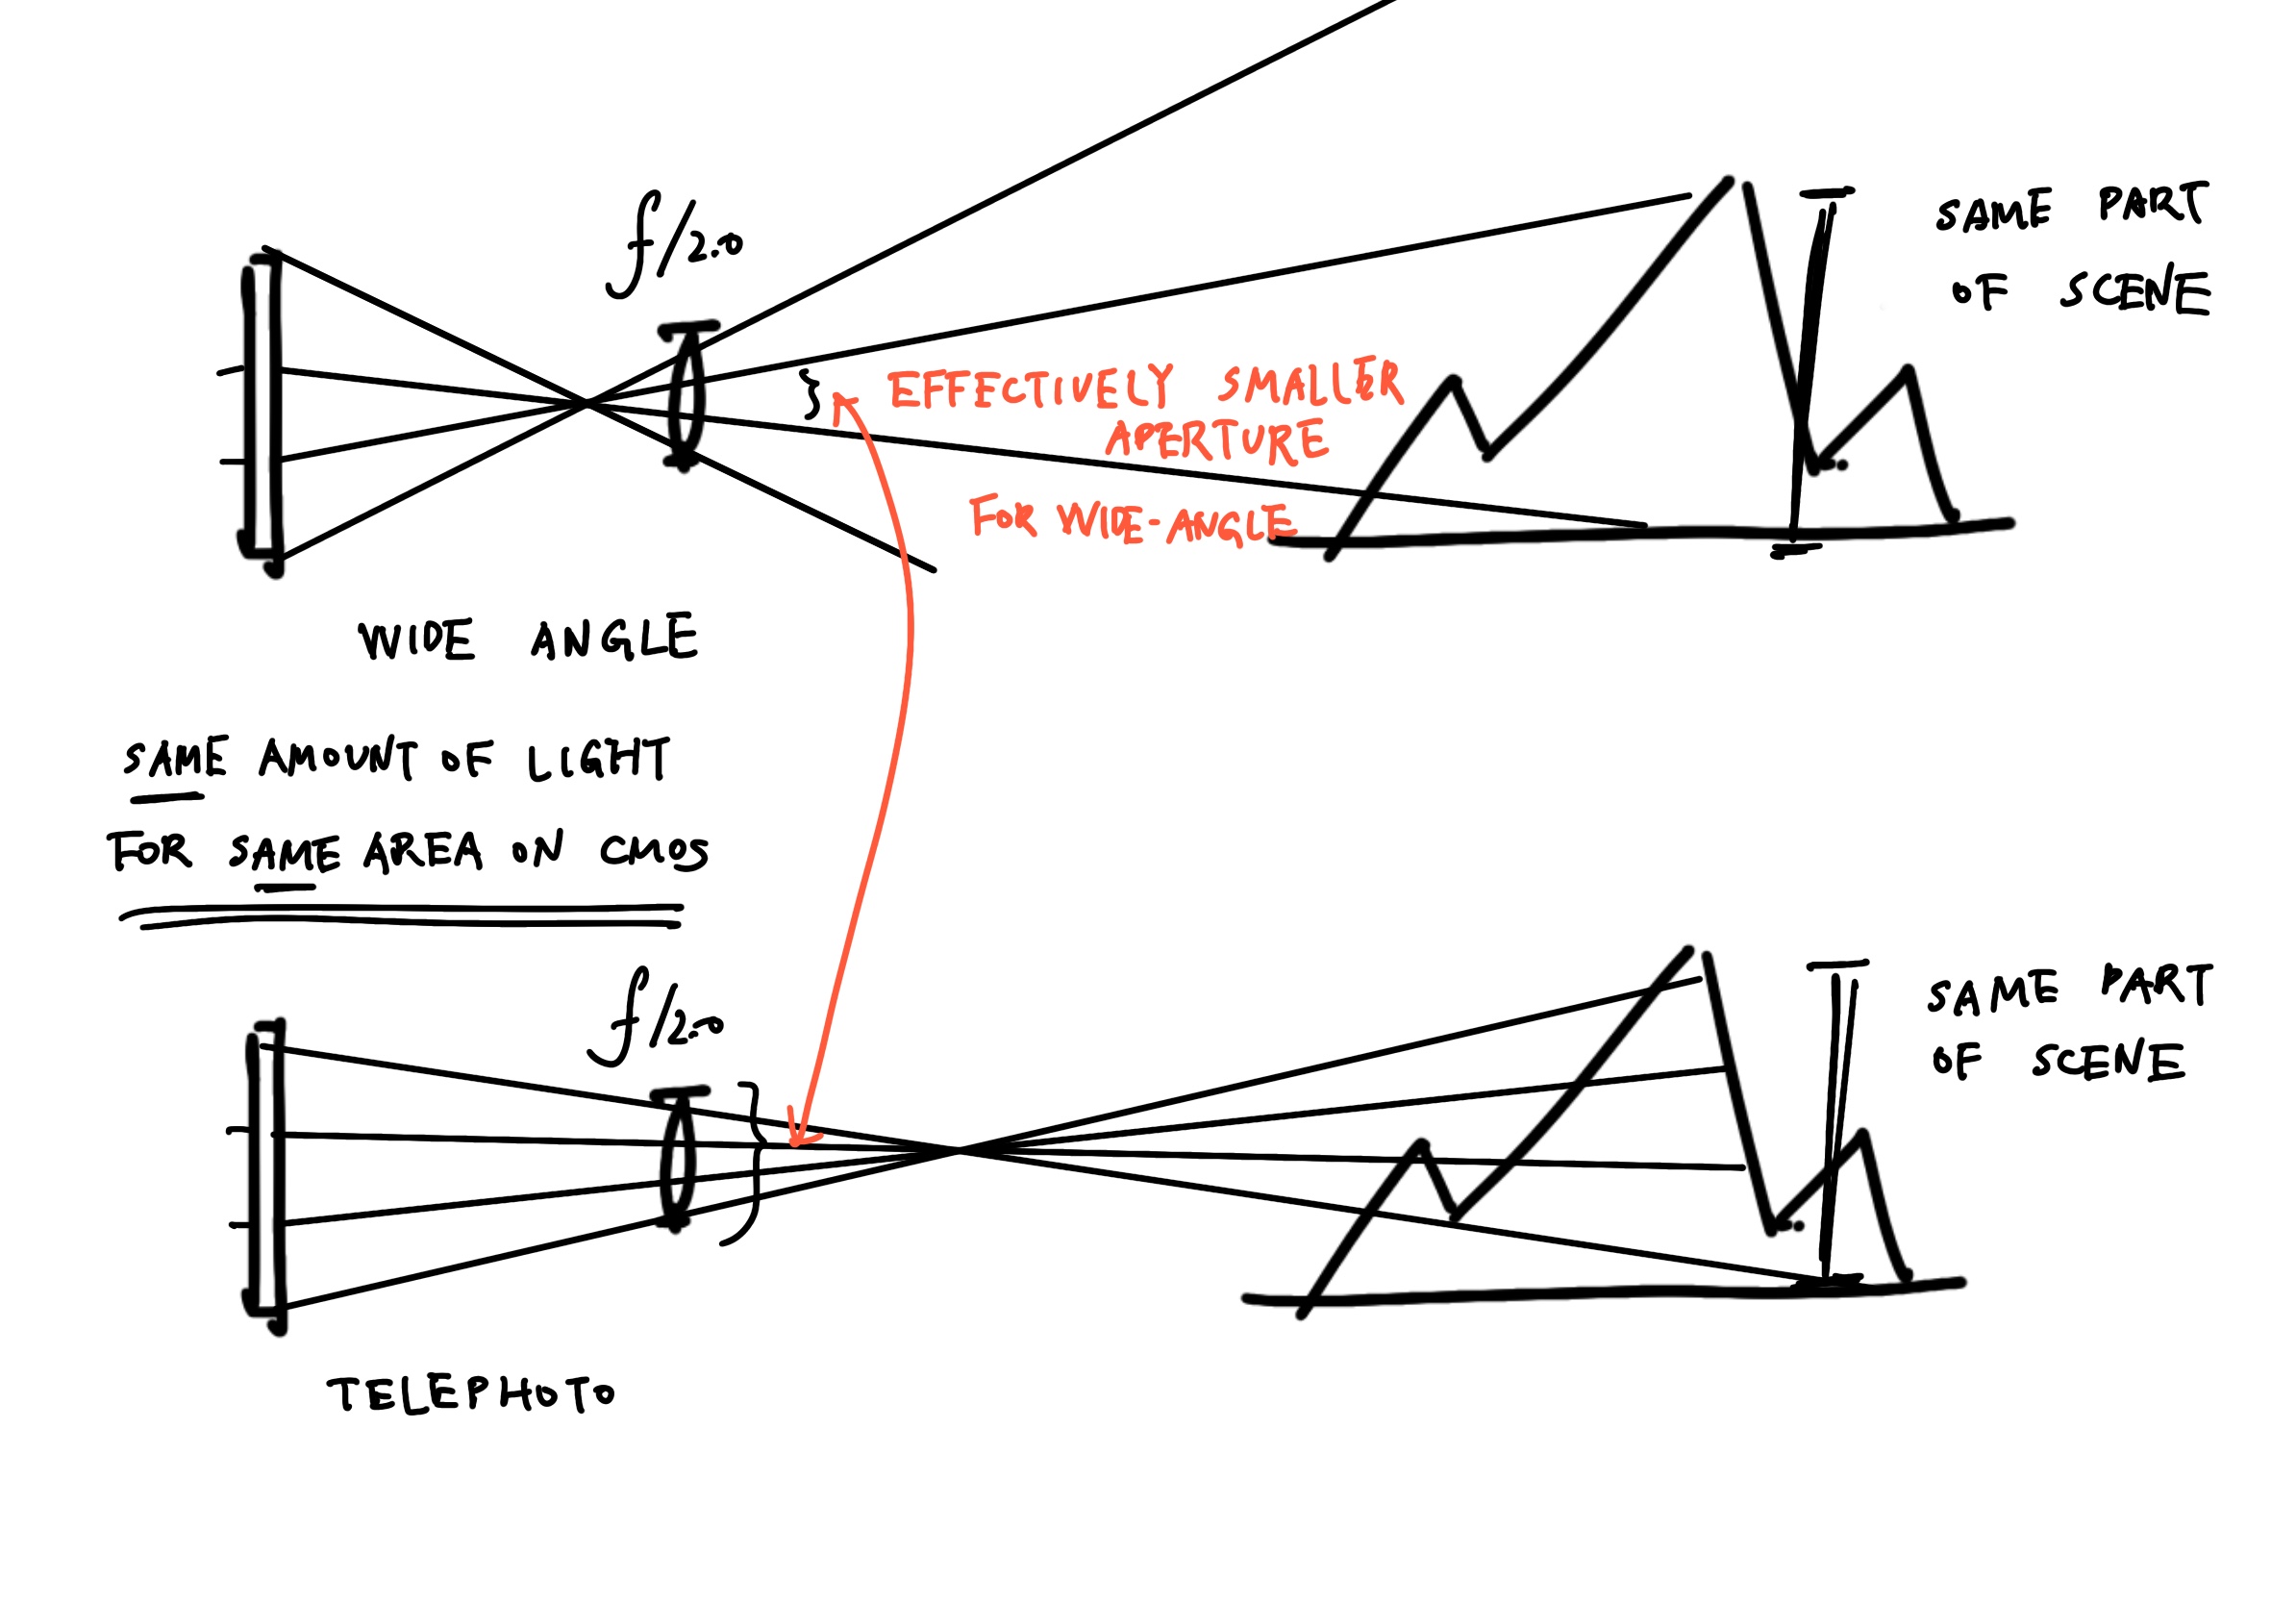 f/2.0
SAME PART
OF SCENE
EFFECTIVELY SMALLER
APERTURE
FOR WIDE-ANGLE
WIDE ANGLE
SAME AMOUNT OF LIGHT
FOR SAME AREA ON CMOS
f/2.0
SAME PART
OF SCENE
TELEPHOTO